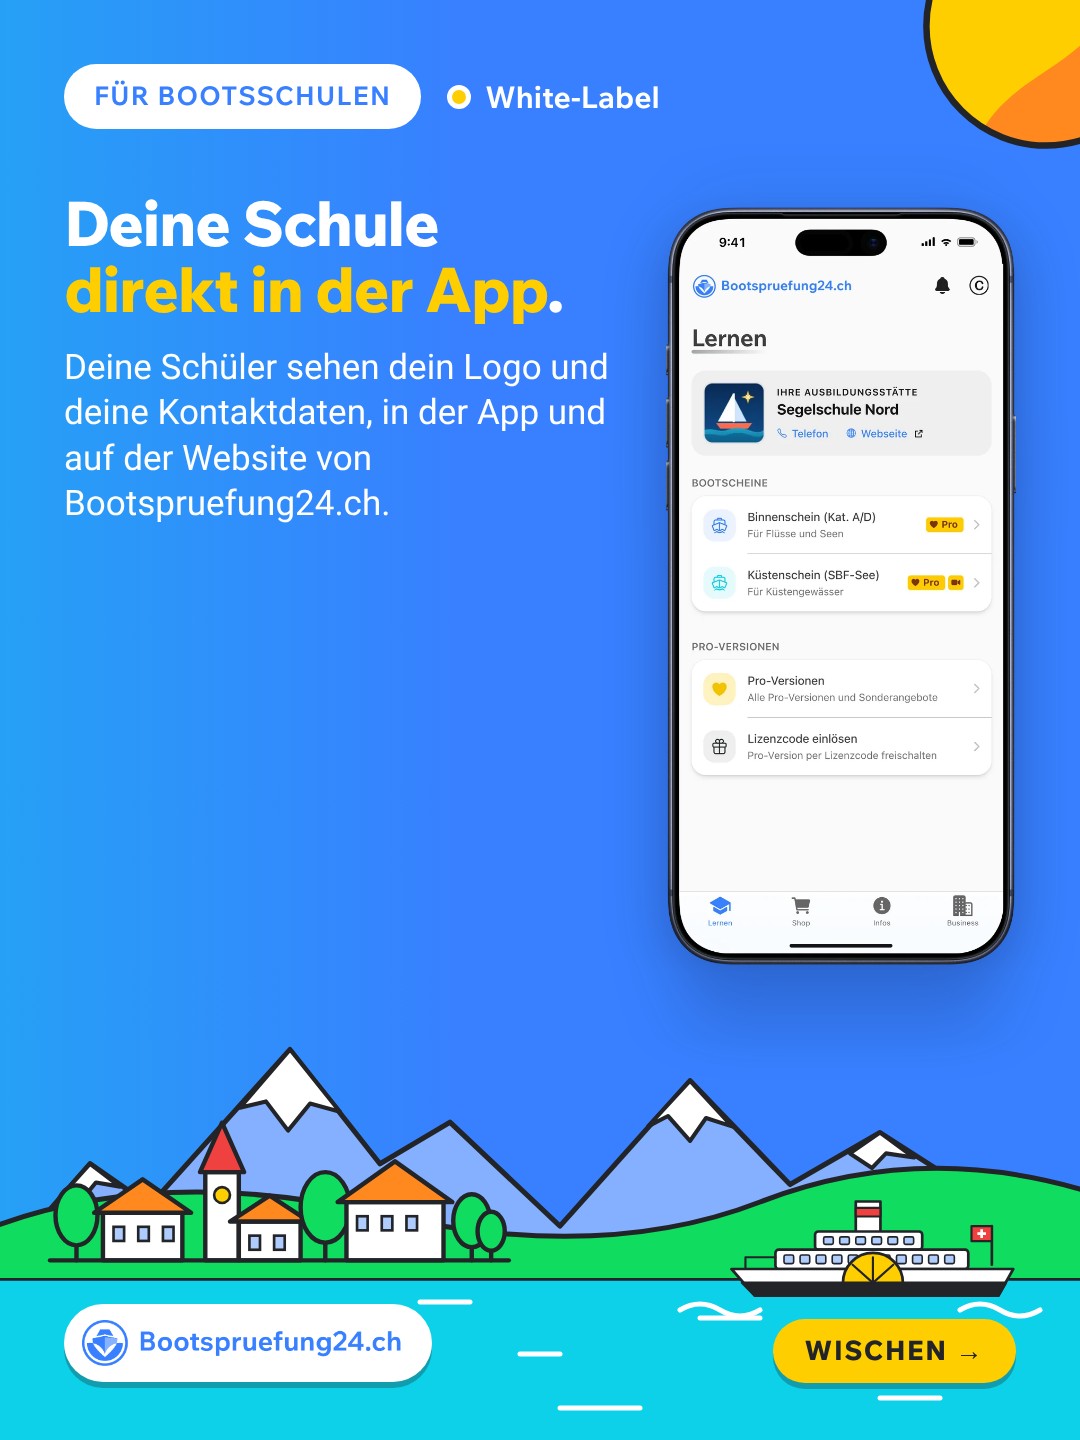 FÜR BOOTSSCHULEN
White-Label
Deine Schule
direkt in der App.
Deine Schüler sehen dein Logo und
deine Kontaktdaten, in der App und
auf der Website von
Bootspruefung24.ch.
9:41
Bootspruefung24.ch
Lernen
IHRE AUSBILDUNGSSTÄTTE
Segelschule Nord
Telefon Webseite
BOOTSCHEINE
Binnenschein (Kat. A/D)
Für Flüsse und Seen
Pro
Küstenschein (SBF-See)
Für Küstengewässer
Pro
PRO-VERSIONEN
Pro-Versionen
Alle Pro-Versionen und Sonderangebote
Lizenzcode einlösen
Pro-Version per Lizenzcode freischalten
Lernen Shop Infos Business
Bootspruefung24.ch
WISCHEN →